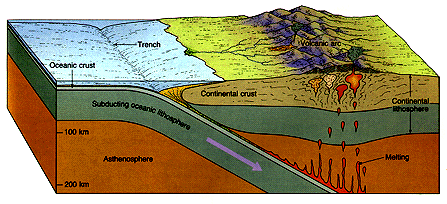 Trench
Volcanic arc
Oceanic crust
Continental crust
Subducting oceanic lithosphere
Continental
lithosphere
100 km
Asthenosphere
Melting
200 km